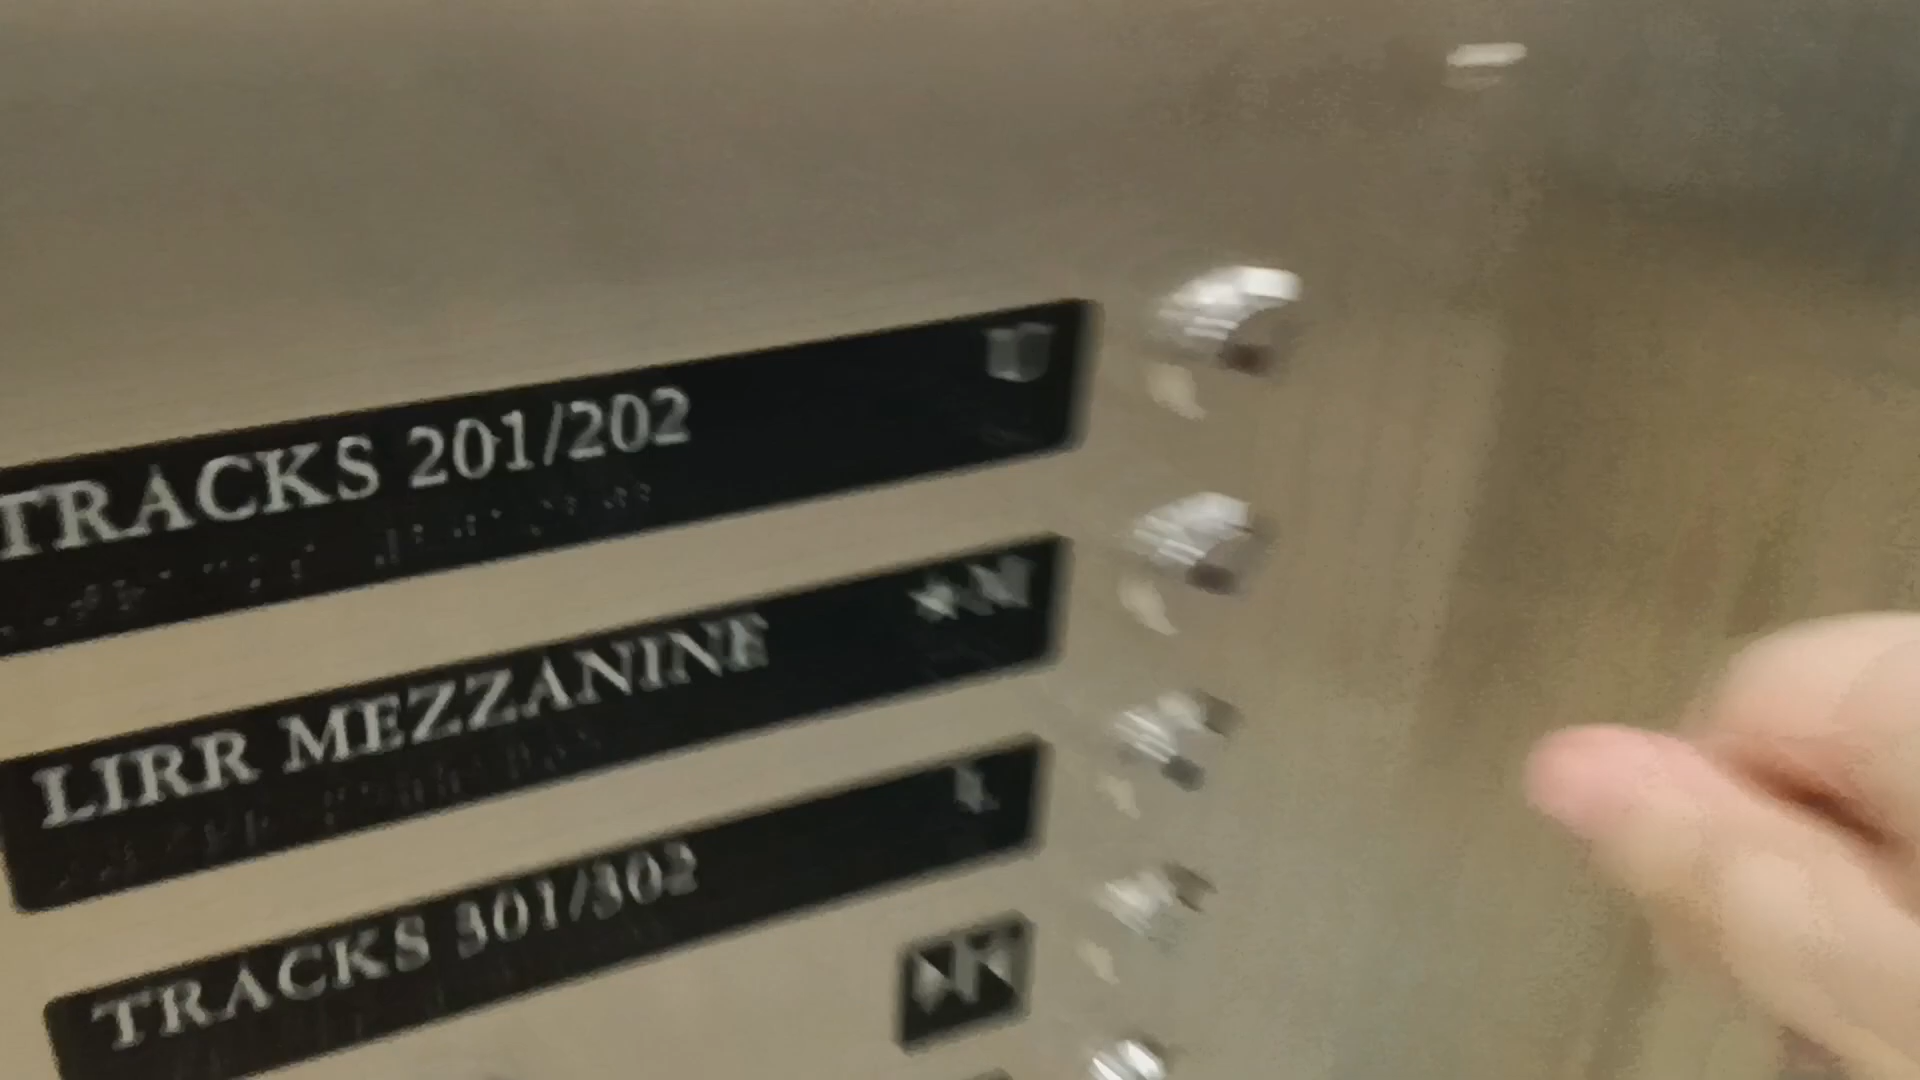 TRACKS 201/202 U
LIRR MEZZANINE ★M
TRACKS 301/302 L